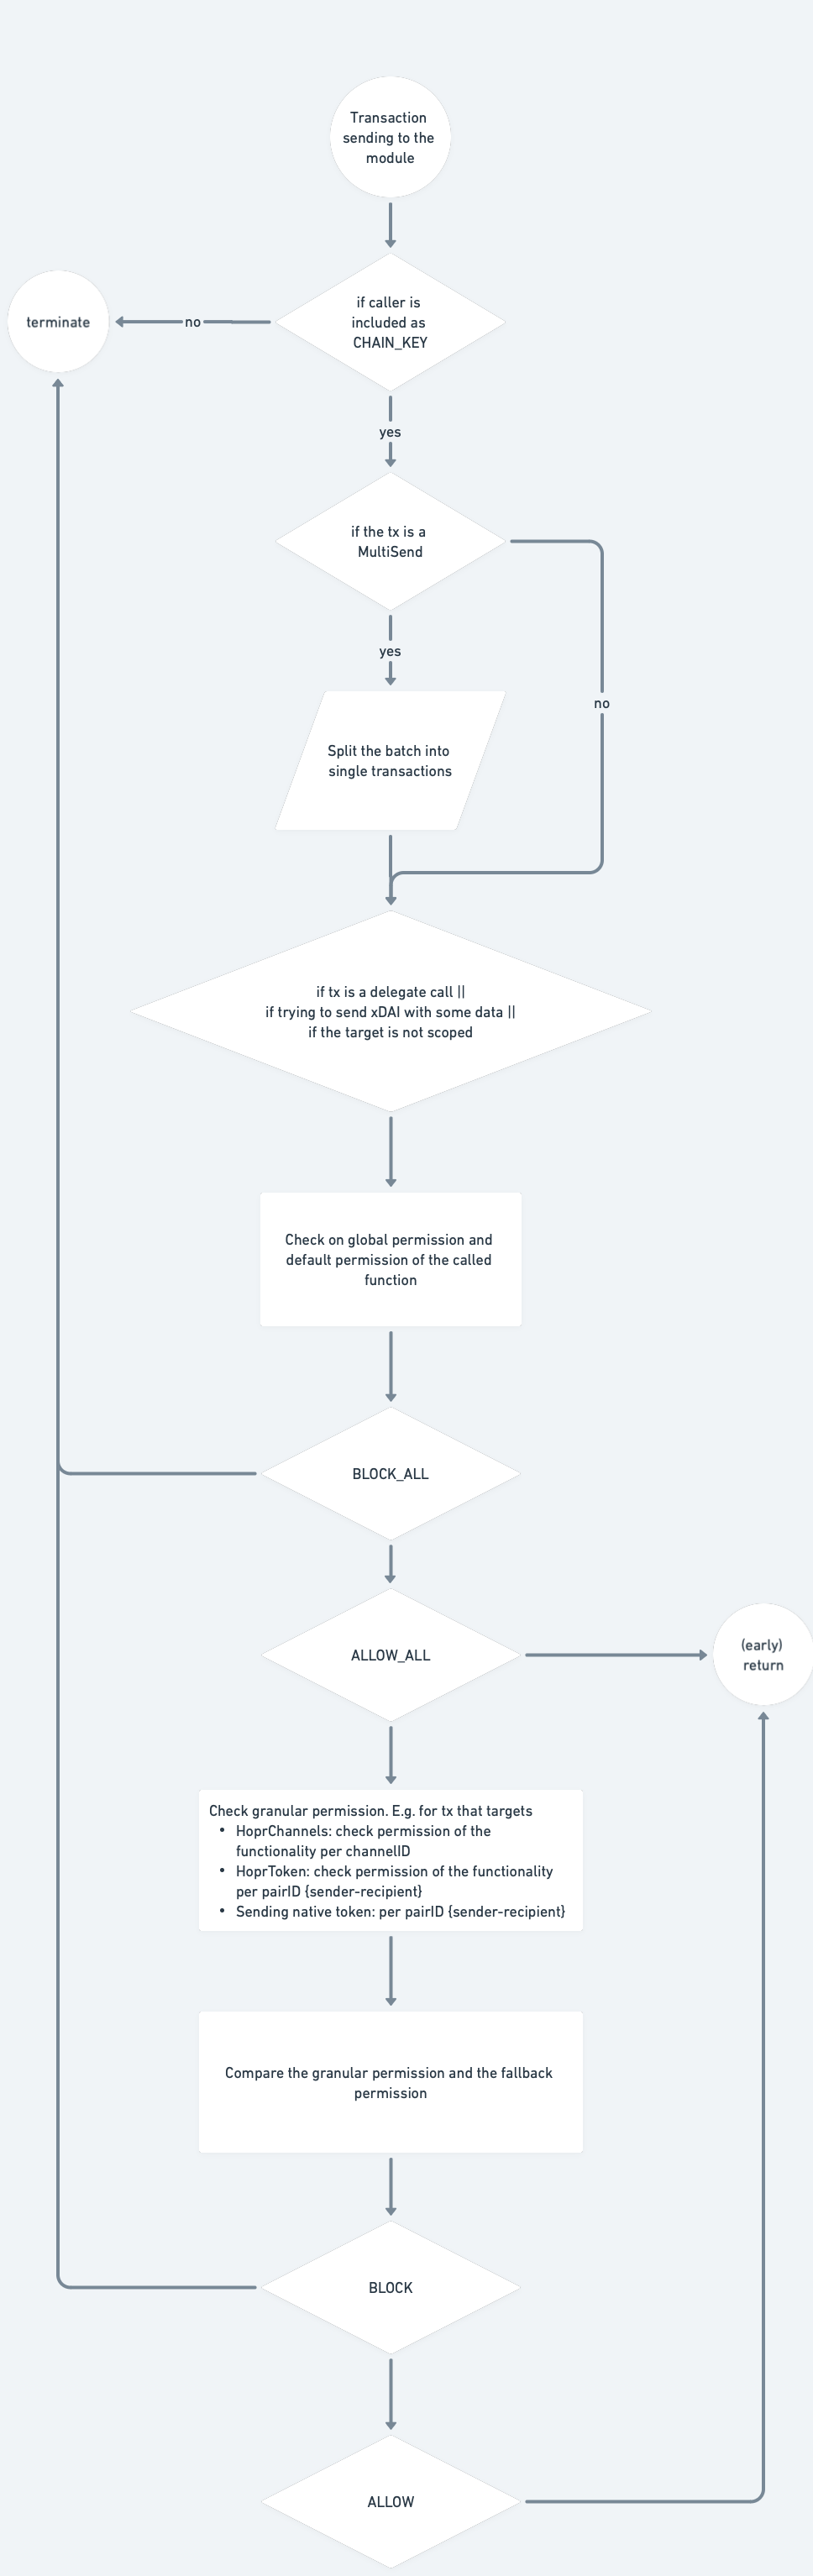 Transaction
sending to the
module
if caller is
included as
CHAIN_KEY
terminate
no
yes
if the tx is a
MultiSend
yes
no
Split the batch into
single transactions
if tx is a delegate call ||
if trying to send xDAI with some data ||
if the target is not scoped
Check on global permission and
default permission of the called
function
BLOCK_ALL
ALLOW_ALL
(early)
return
Check granular permission. E.g. for tx that targets
• HoprChannels: check permission of the
functionality per channelID
• HoprToken: check permission of the functionality
per pairID {sender-recipient}
• Sending native token: per pairID {sender-recipient}
Compare the granular permission and the fallback
permission
BLOCK
ALLOW